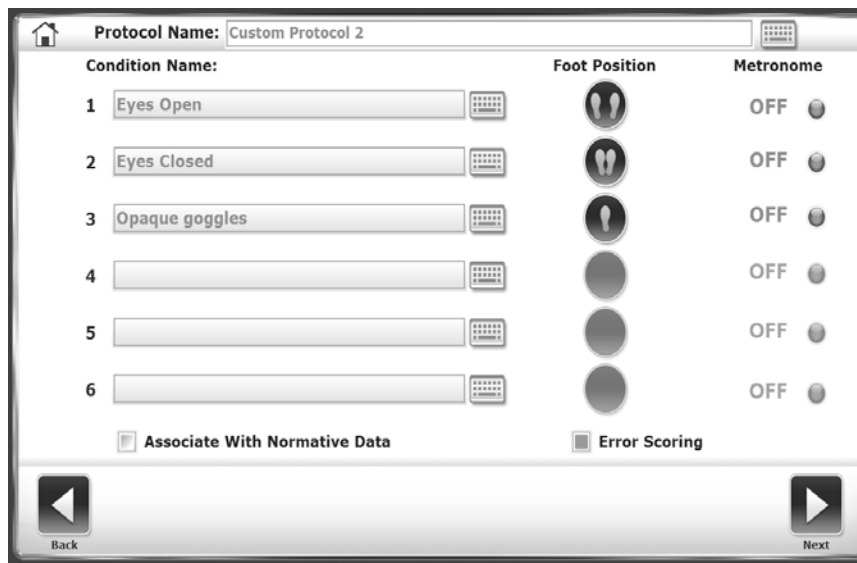 Protocol Name: Custom Protocol 2
Condition Name: Foot Position Metronome
1 Eyes Open OFF
2 Eyes Closed OFF
3 Opaque goggles OFF
4 OFF
5 OFF
6 OFF
Associate With Normative Data Error Scoring
Back Next